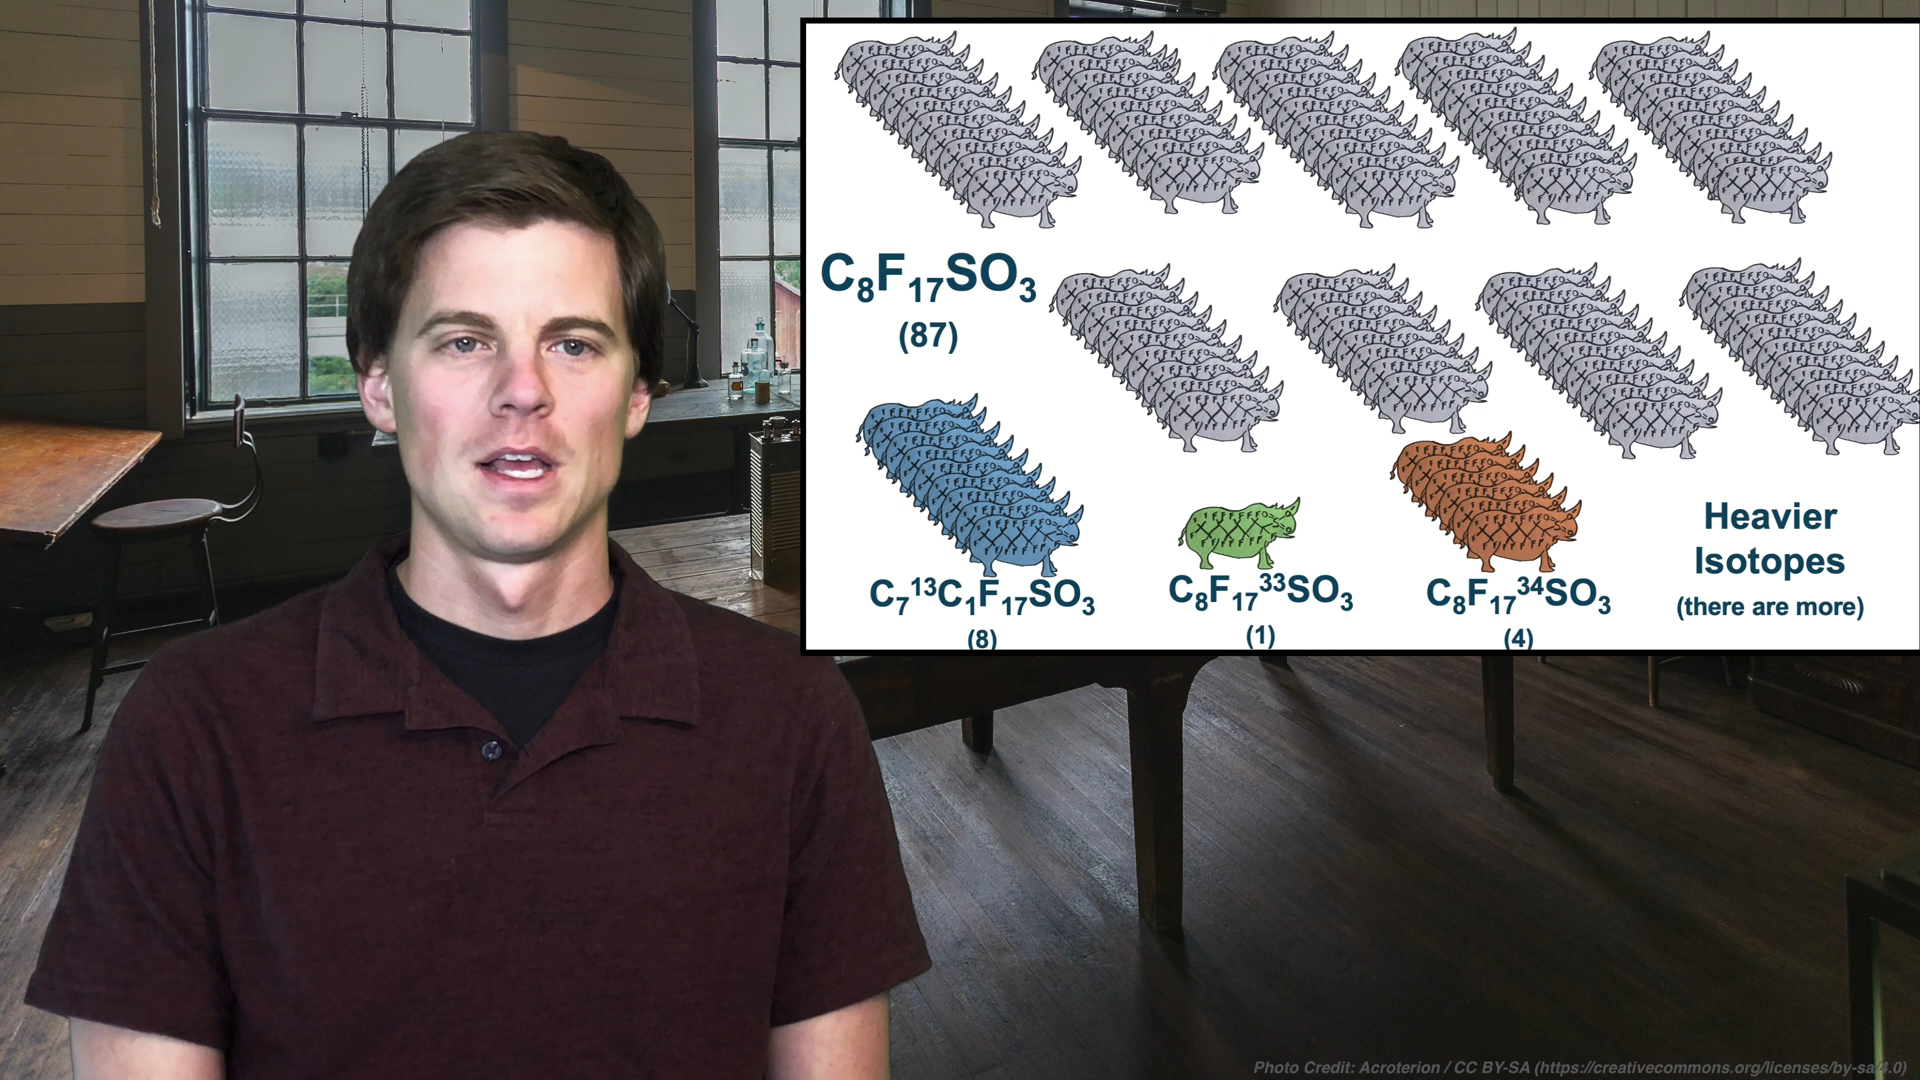 C₈F₁₇SO₃
(87)
C₇¹³C₁F₁₇SO₃
(8)
C₈F₁₇³³SO₃
(1)
C₈F₁₇³⁴SO₃
(4)
Heavier
Isotopes
(there are more)
Photo Credit: Acroterion / CC BY-SA (https://creativecommons.org/licenses/by-sa/4.0)